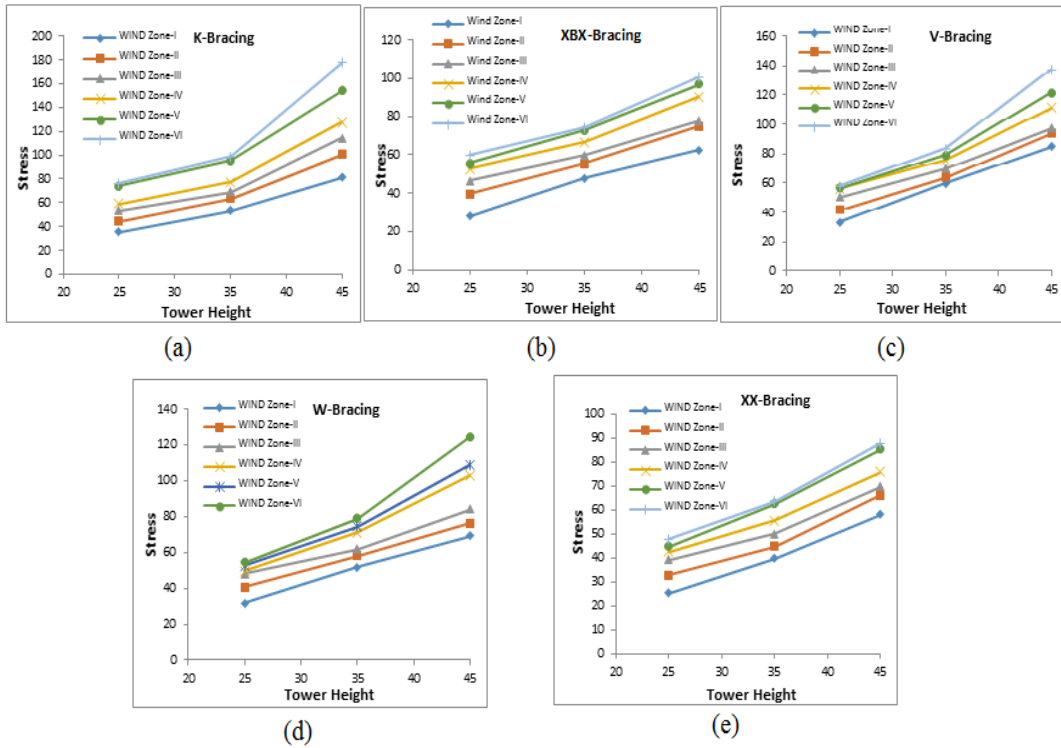 K-Bracing
WIND Zone-I
WIND Zone-II
WIND Zone-III
WIND Zone-IV
WIND Zone-V
WIND Zone-VI
200
180
160
140
120
100
80
60
40
20
0
Stress
20 25 30 35 40 45
Tower Height
(a)
XBX-Bracing
Wind Zone-I
Wind Zone-II
Wind Zone-III
Wind Zone-IV
Wind Zone-V
Wind Zone-VI
120
100
80
60
40
20
0
Stress
20 25 30 35 40 45
Tower Height
(b)
V-Bracing
WIND Zone-I
WIND Zone-II
WIND Zone-III
WIND Zone-IV
WIND Zone-V
WIND Zone-VI
160
140
120
100
80
60
40
20
0
Stress
20 25 30 35 40 45
Tower Height
(c)
W-Bracing
WIND Zone-I
WIND Zone-II
WIND Zone-III
WIND Zone-IV
WIND Zone-V
WIND Zone-VI
140
120
100
80
60
40
20
0
Stress
20 25 30 35 40 45
Tower Height
(d)
XX-Bracing
WIND Zone-I
WIND Zone-II
WIND Zone-III
WIND Zone-IV
WIND Zone-V
WIND Zone-VI
100
90
80
70
60
50
40
30
20
10
0
Stress
20 25 30 35 40 45
Tower Height
(e)